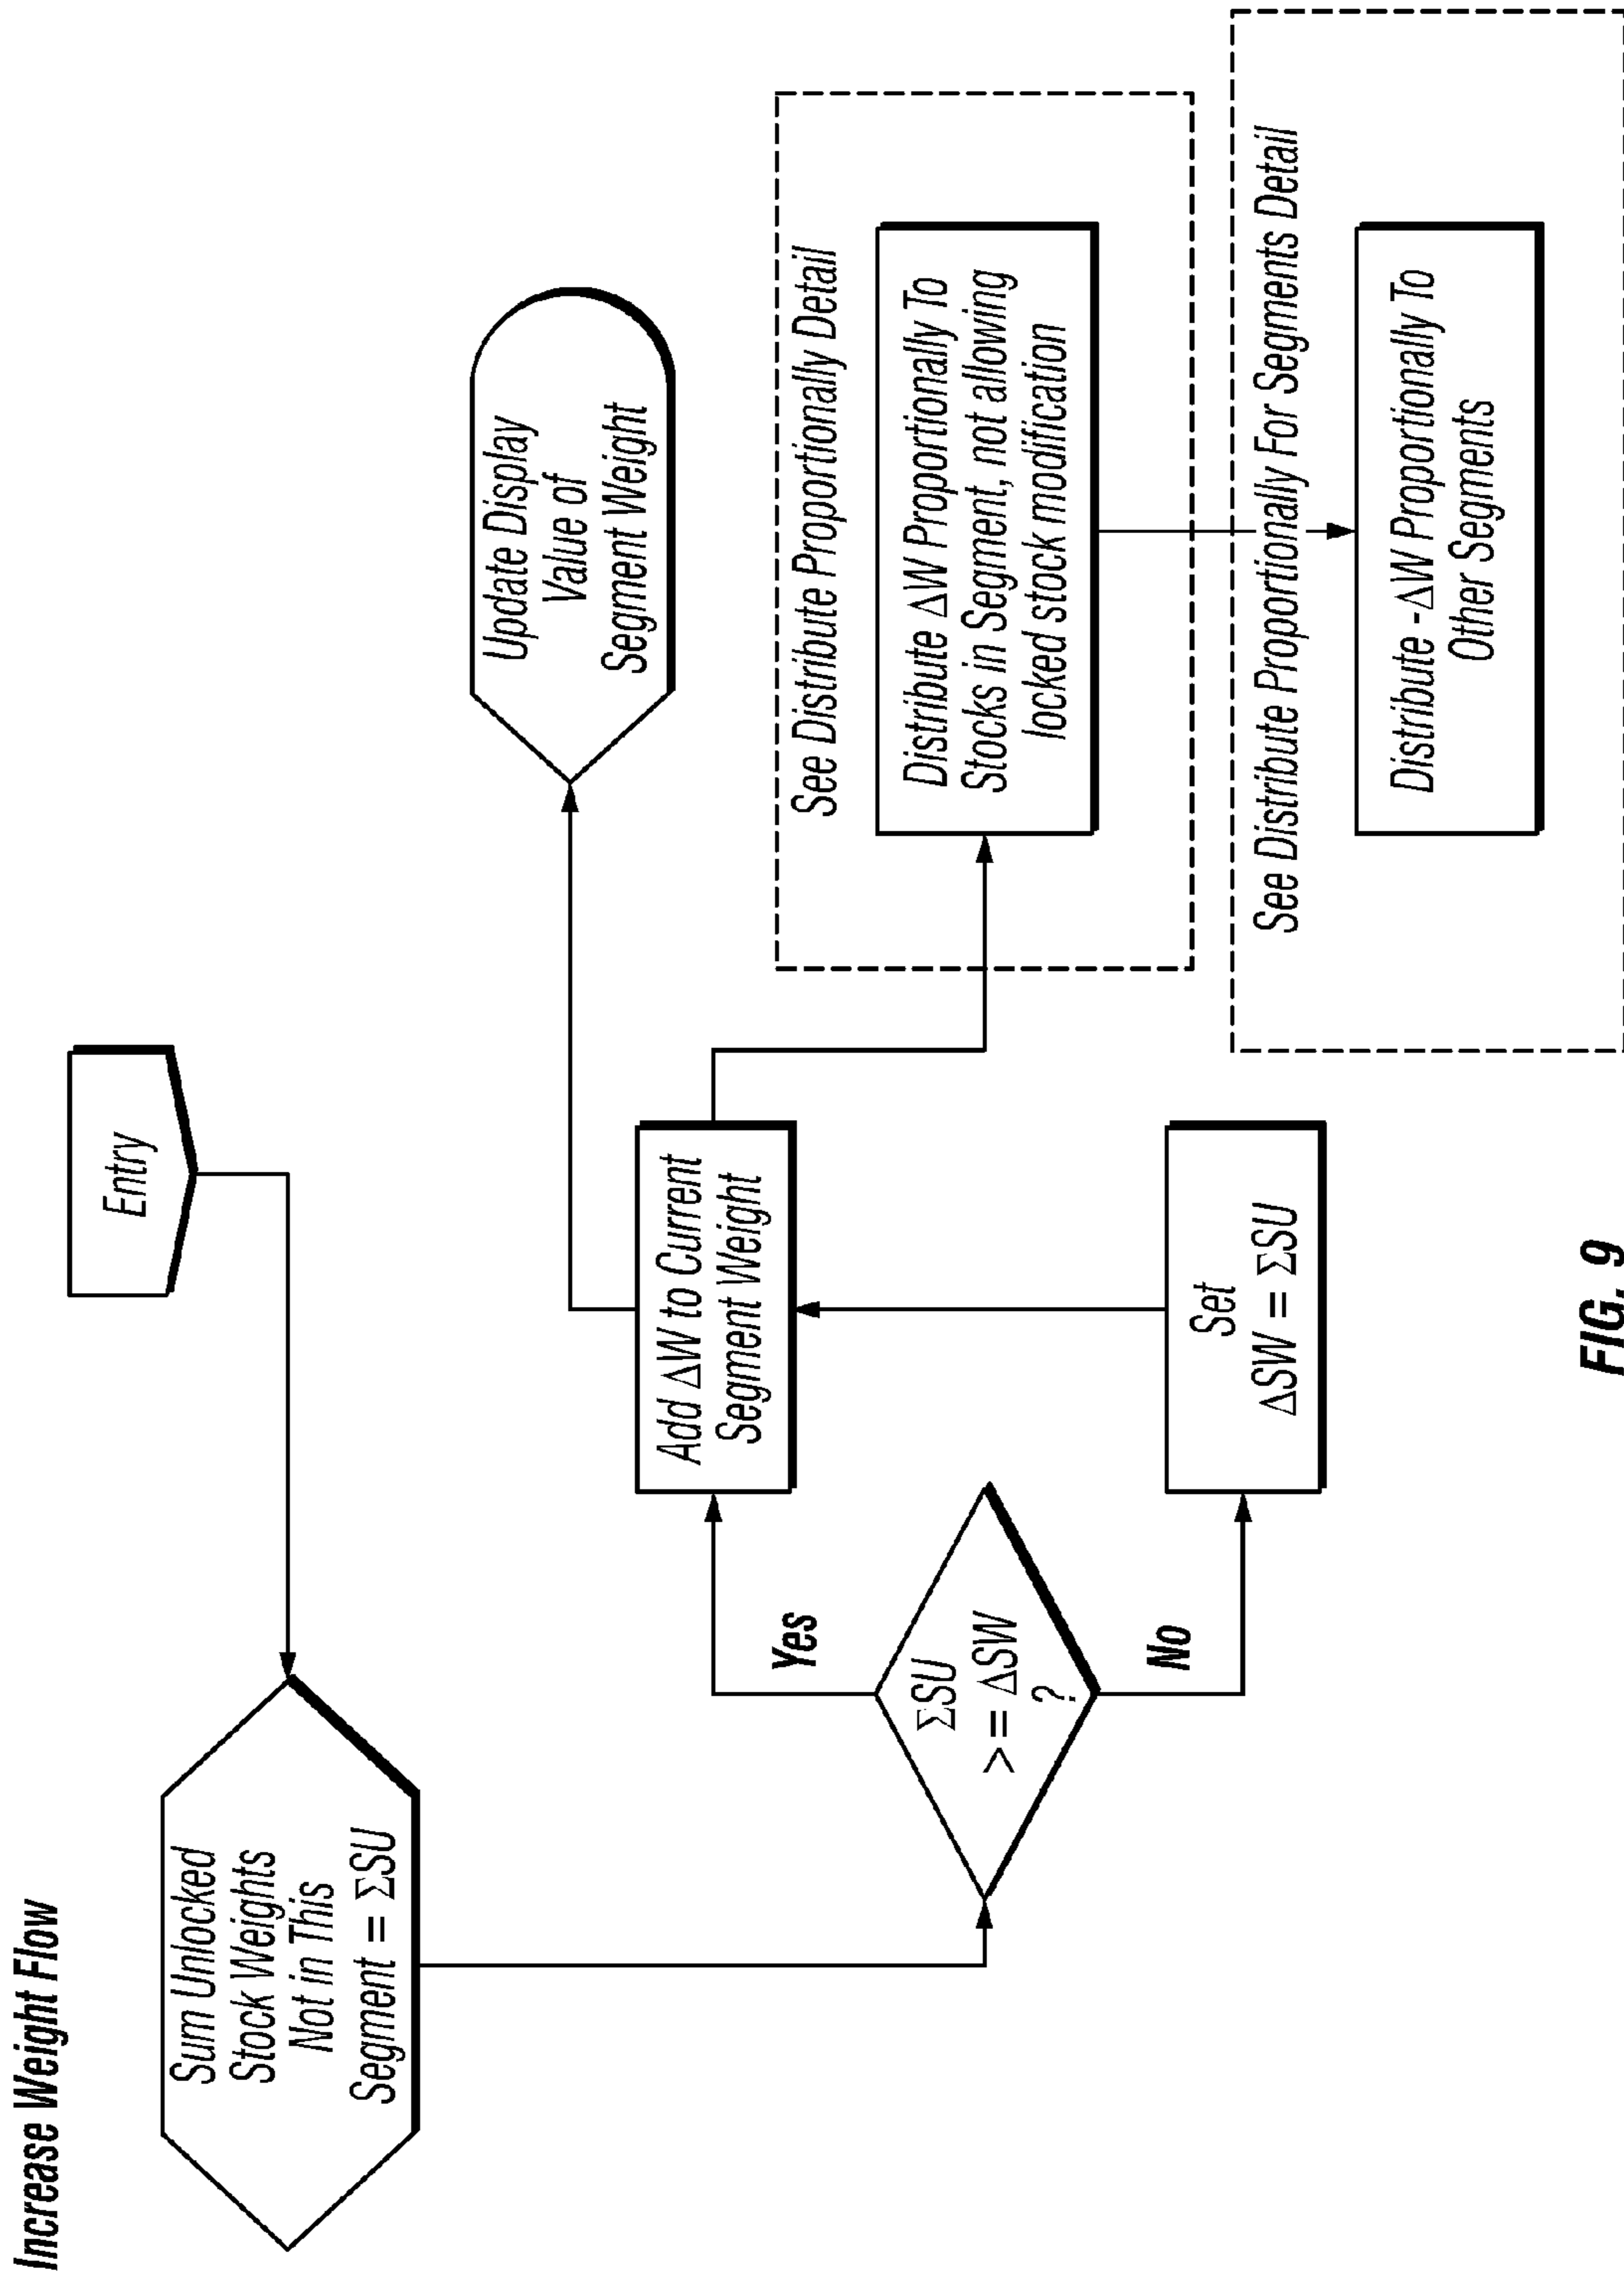 Increase Weight Flow
Entry
Sum Unlocked
Stock Weights
Not in This
Segment = ΣSU
Update Display
Value of
Segment Weight
Add ΔW to Current
Segment Weight
Yes
See Distribute Proportionally Detail
Distribute ΔW Proportionally To
Stocks in Segment, not allowing
locked stock modification
ΣSU
>= ΔSW
?
No
Set
ΔSW = ΣSU
See Distribute Proportionally For Segments Detail
Distribute -ΔW Proportionally To
Other Segments
FIG. 9